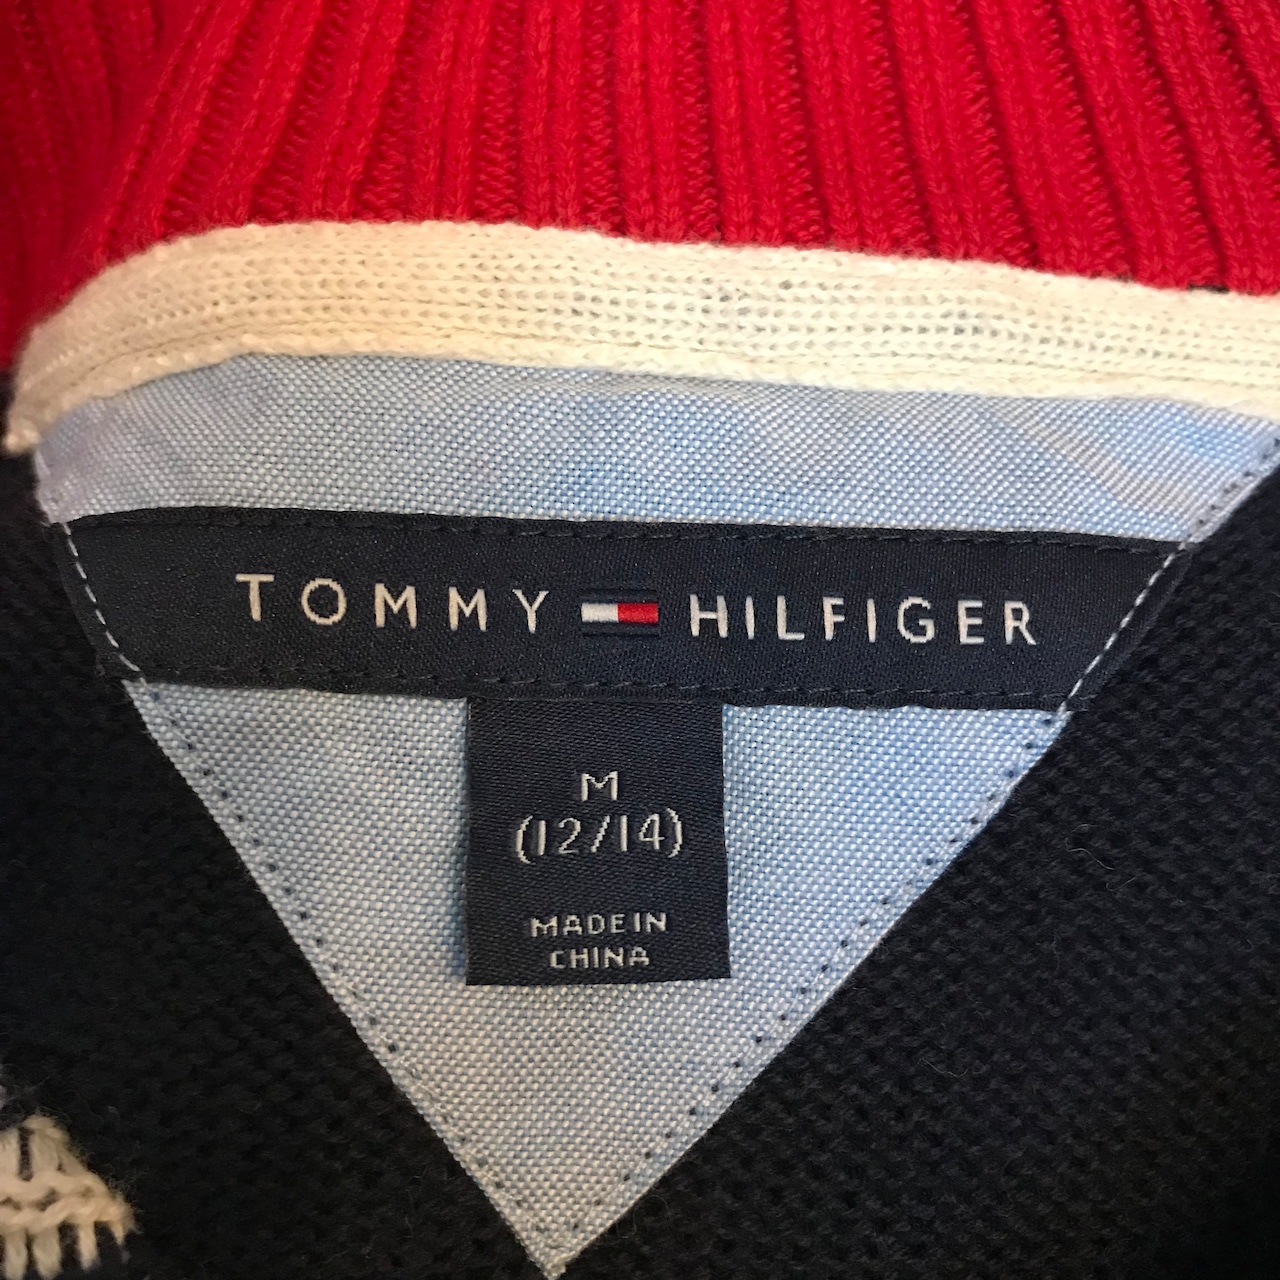 TOMMY HILFIGER
M
(12/14)
MADE IN
CHINA